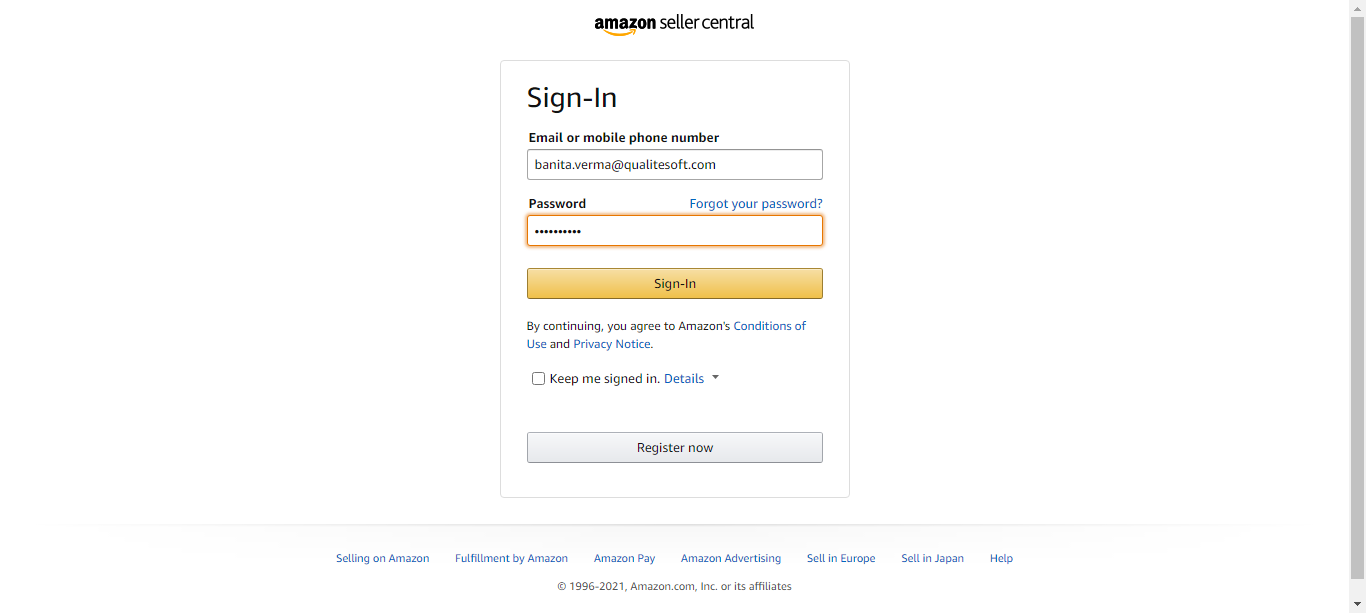 amazon seller central
Sign-In
Email or mobile phone number
banita.verma@qualitesoft.com
Password Forgot your password?
••••••••••
Sign-In
By continuing, you agree to Amazon's Conditions of
Use and Privacy Notice.
Keep me signed in. Details
Register now
Selling on Amazon Fulfillment by Amazon Amazon Pay Amazon Advertising Sell in Europe Sell in Japan Help
© 1996-2021, Amazon.com, Inc. or its affiliates